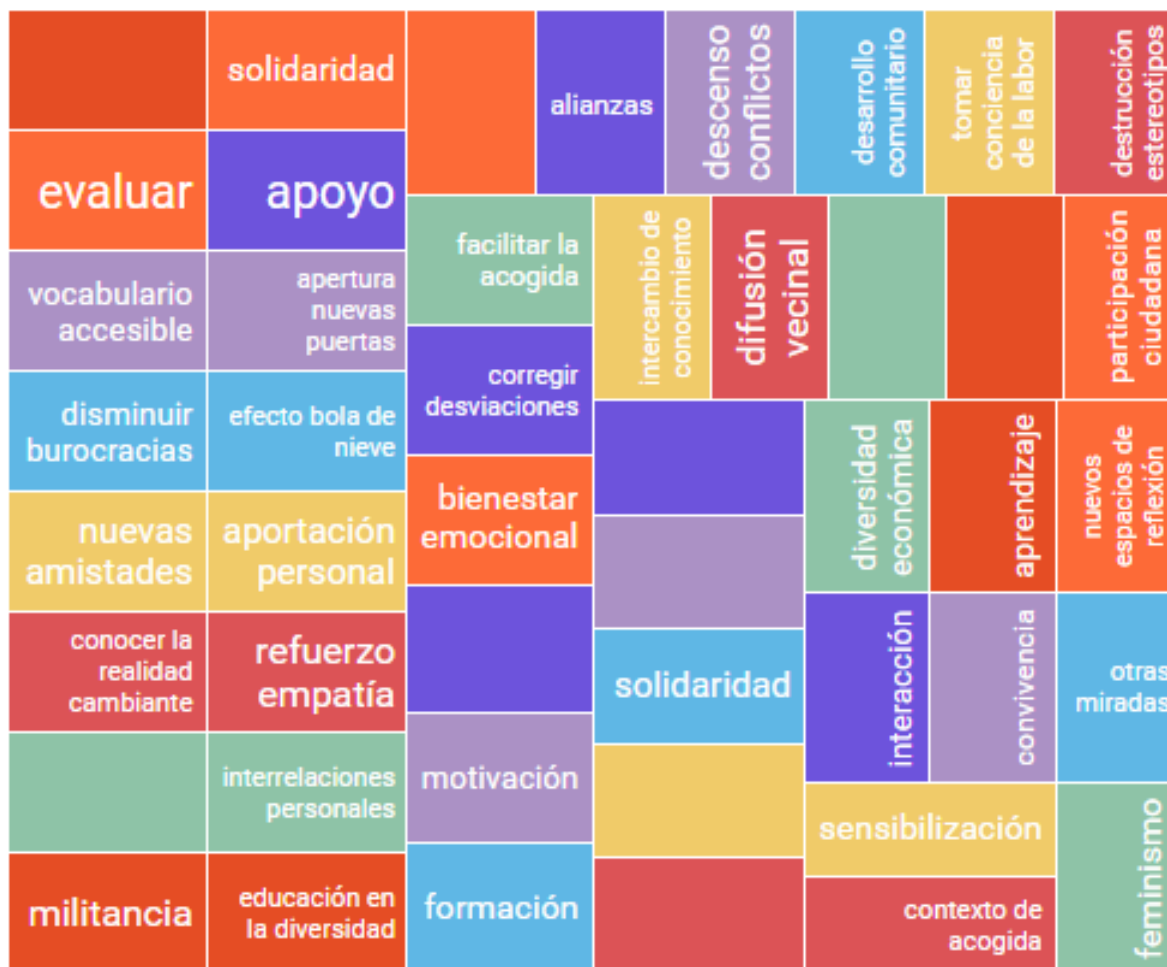 solidaridad
evaluar
apoyo
vocabulario
accesible
apertura
nuevas
puertas
disminuir
burocracias
efecto bola de
nieve
nuevas
amistades
aportación
personal
conocer la
realidad
cambiante
refuerzo
empatía
interrelaciones
personales
militancia
educación en
la diversidad
alianzas
descenso
conflictos
desarrollo
comunitario
tomar
conciencia
de la labor
destrucción
estereotipos
facilitar la
acogida
corregir
desviaciones
bienestar
emocional
motivación
formación
intercambio de
conocimiento
difusión
vecinal
participación
ciudadana
solidaridad
diversidad
económica
aprendizaje
nuevos
espacios de
reflexión
interacción
convivencia
otras
miradas
sensibilización
contexto de
acogida
feminismo